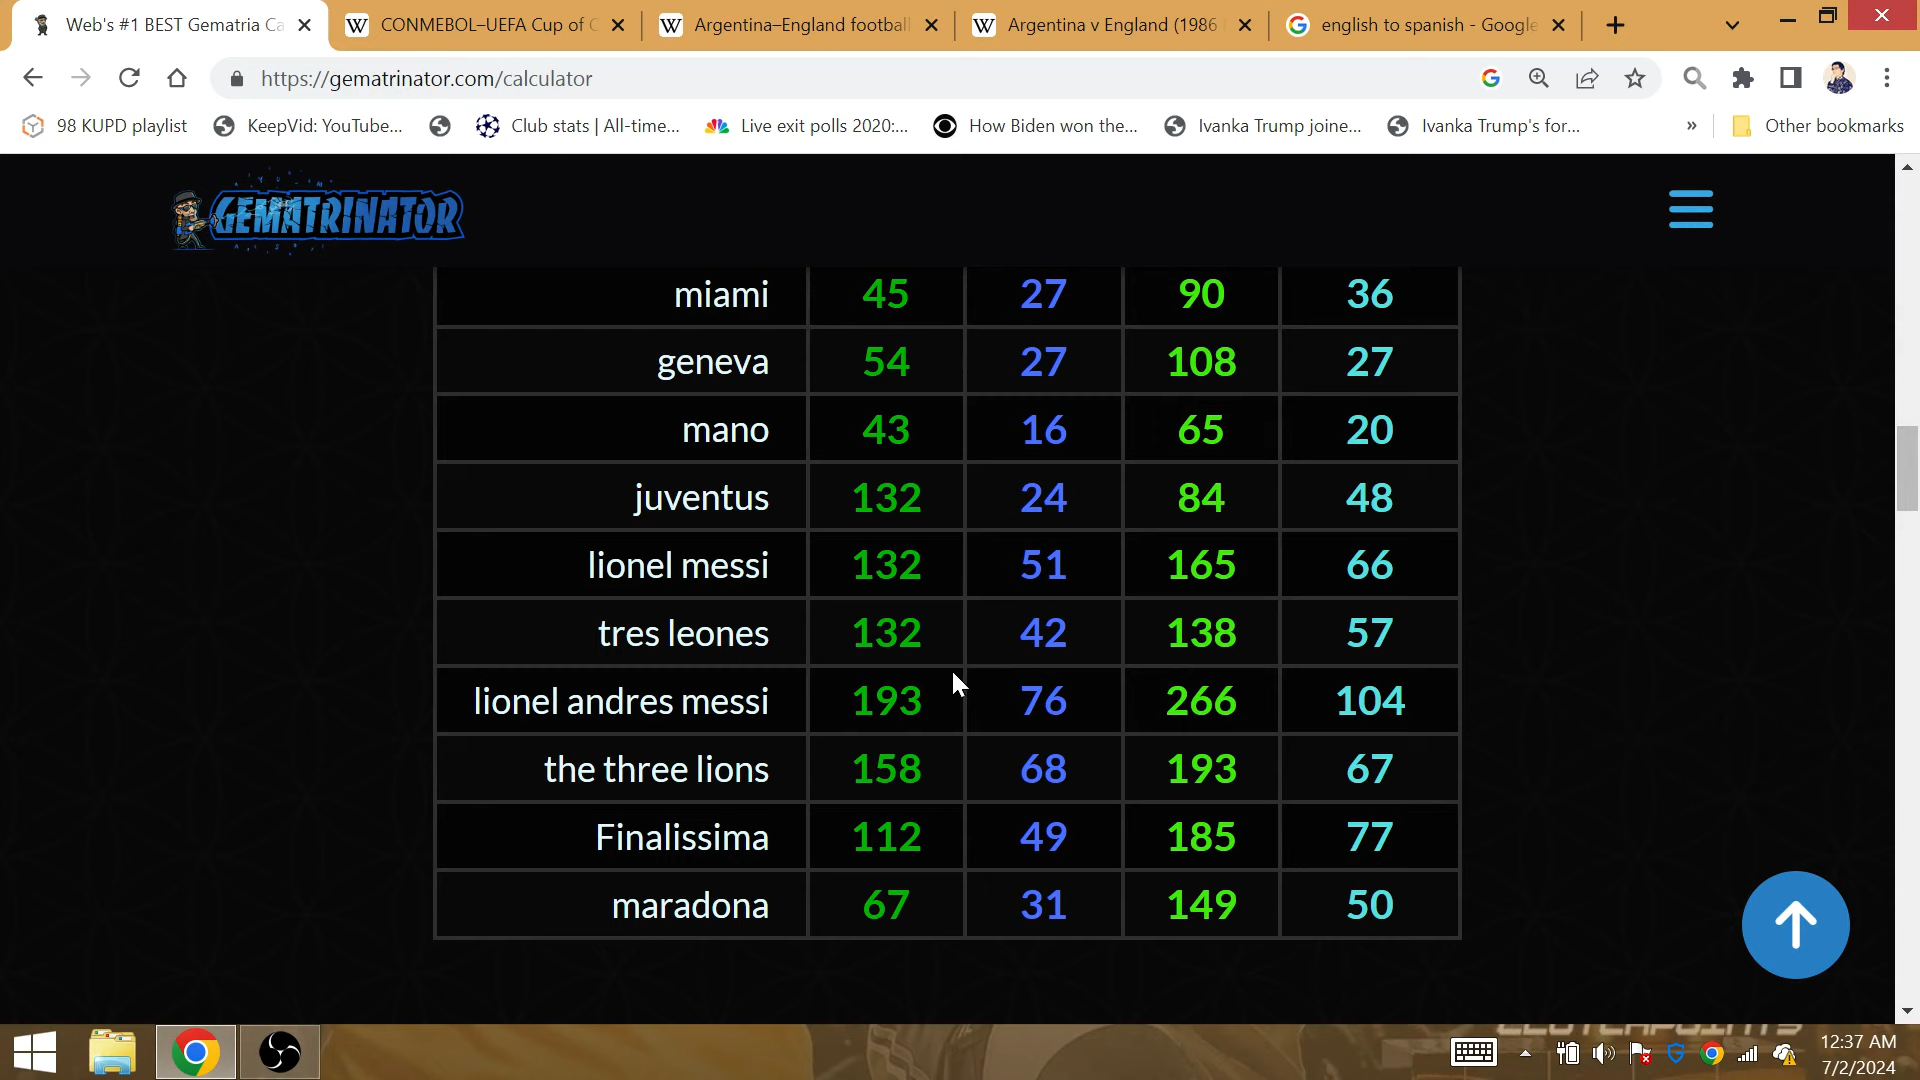 Web's #1 BEST Gematria Ca
CONMEBOL–UEFA Cup of C
Argentina–England football
Argentina v England (1986
english to spanish - Google
https://gematrinator.com/calculator
98 KUPD playlist
KeepVid: YouTube...
Club stats | All-time...
Live exit polls 2020:...
How Biden won the...
Ivanka Trump joine...
Ivanka Trump's for...
»
Other bookmarks
GEMATRINATOR
miami 45 27 90 36
geneva 54 27 108 27
mano 43 16 65 20
juventus 132 24 84 48
lionel messi 132 51 165 66
tres leones 132 42 138 57
lionel andres messi 193 76 266 104
the three lions 158 68 193 67
Finalissima 112 49 185 77
maradona 67 31 149 50
CLUTCHPOINTS
12:37 AM
7/2/2024